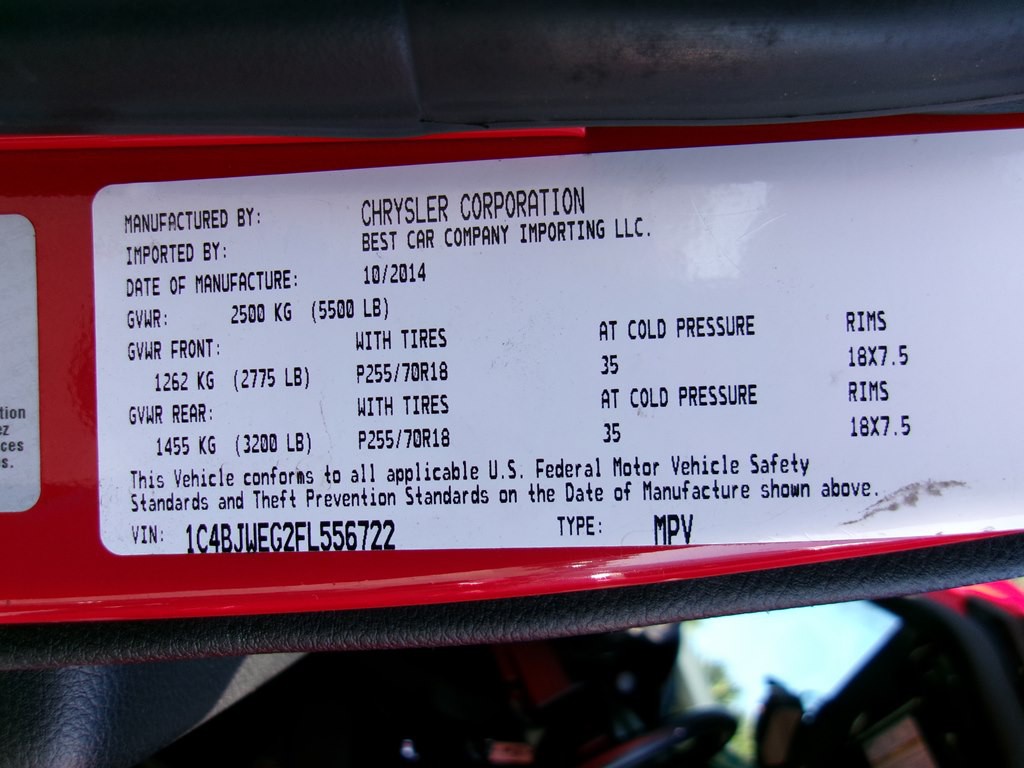 MANUFACTURED BY: CHRYSLER CORPORATION
IMPORTED BY: BEST CAR COMPANY IMPORTING LLC.
DATE OF MANUFACTURE: 10/2014
GVWR: 2500 KG (5500 LB)
GVWR FRONT: WITH TIRES AT COLD PRESSURE RIMS
1262 KG (2775 LB) P255/70R18 35 18X7.5
GVWR REAR: WITH TIRES AT COLD PRESSURE RIMS
1455 KG (3200 LB) P255/70R18 35 18X7.5
This Vehicle conforms to all applicable U.S. Federal Motor Vehicle Safety
Standards and Theft Prevention Standards on the Date of Manufacture shown above.
VIN: 1C4BJWEG2FL556722 TYPE: MPV
tion
ez
ces
s.